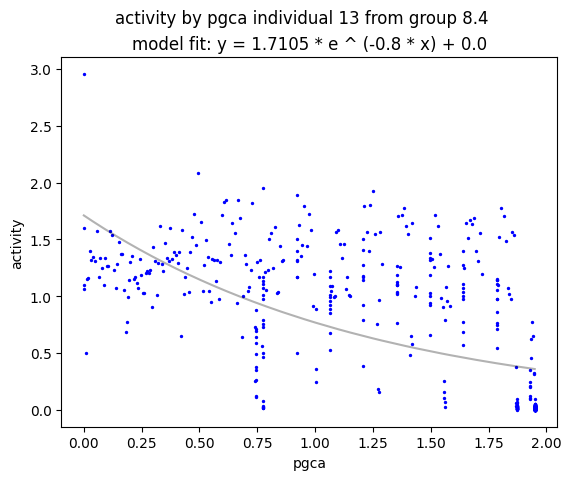 activity by pgca individual 13 from group 8.4
model fit: y = 1.7105 * e ^ (-0.8 * x) + 0.0
3.0
2.5
2.0
1.5
1.0
0.5
0.0
activity
0.00 0.25 0.50 0.75 1.00 1.25 1.50 1.75 2.00
pgca